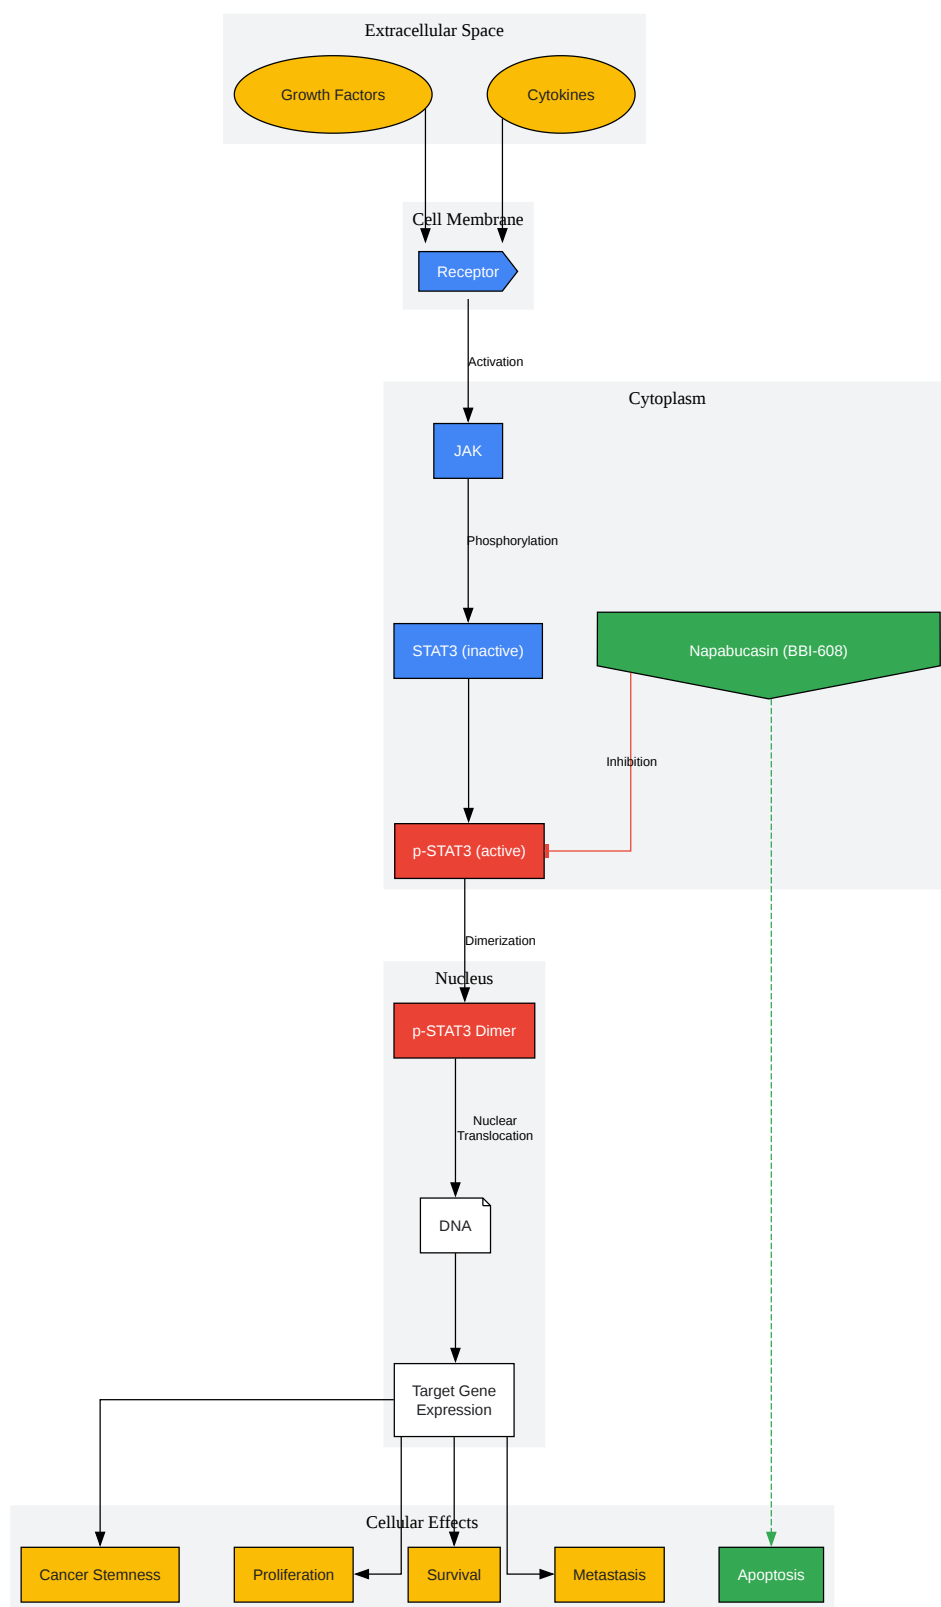 Extracellular Space
Growth Factors
Cytokines
Cell Membrane
Receptor
Activation
Cytoplasm
JAK
Phosphorylation
STAT3 (inactive)
Napabucasin (BBI-608)
Inhibition
p-STAT3 (active)
Dimerization
Nucleus
p-STAT3 Dimer
Nuclear
Translocation
DNA
Target Gene
Expression
Cellular Effects
Cancer Stemness
Proliferation
Survival
Metastasis
Apoptosis